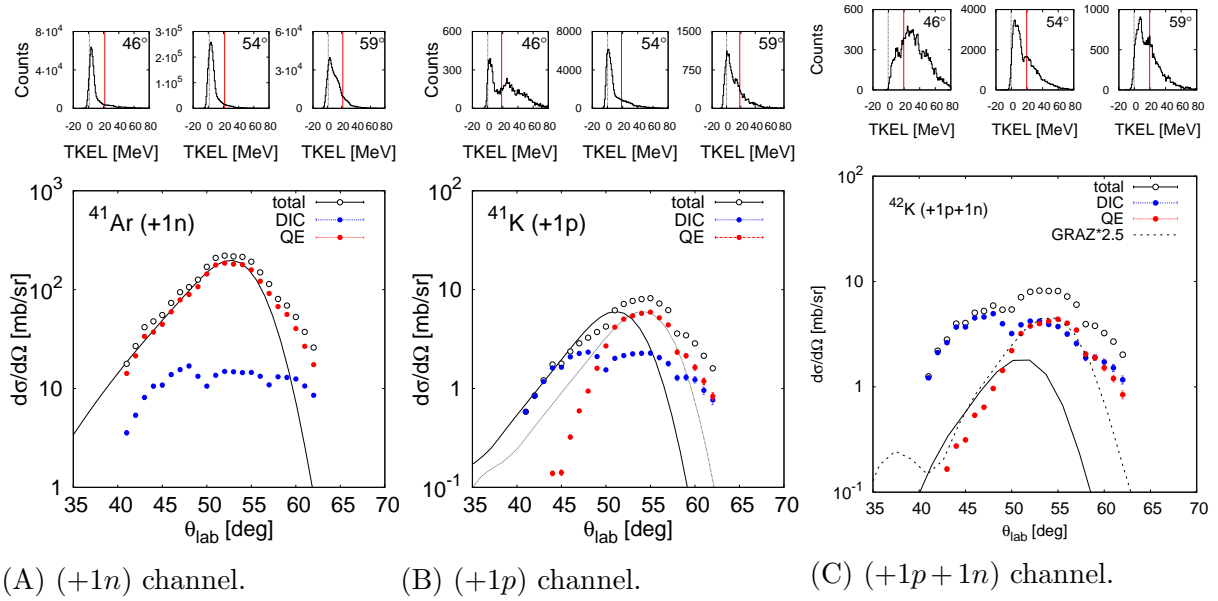 8·10⁴
4·10⁴
0
Counts
46°
-20 0 20 40 60 80
TKEL [MeV]
3·10⁵
2·10⁵
1·10⁵
0
54°
-20 0 20 40 60 80
TKEL [MeV]
6·10⁴
3·10⁴
0
59°
-20 0 20 40 60 80
TKEL [MeV]
10³
10²
10
1
dσ/dΩ [mb/sr]
⁴¹Ar (+1n)
total
DIC
QE
35 40 45 50 55 60 65 70
θlab [deg]
(A) (+1n) channel.
600
300
0
Counts
46°
-20 0 20 40 60 80
TKEL [MeV]
8000
4000
0
54°
-20 0 20 40 60 80
TKEL [MeV]
1500
750
0
59°
-20 0 20 40 60 80
TKEL [MeV]
10²
10
1
10⁻¹
dσ/dΩ [mb/sr]
⁴¹K (+1p)
total
DIC
QE
35 40 45 50 55 60 65 70
θlab [deg]
(B) (+1p) channel.
600
300
0
Counts
46°
-20 0 20 40 60 80
TKEL [MeV]
4000
2000
0
54°
-20 0 20 40 60 80
TKEL [MeV]
1000
500
0
59°
-20 0 20 40 60 80
TKEL [MeV]
10²
10
1
10⁻¹
dσ/dΩ [mb/sr]
⁴²K (+1p+1n)
total
DIC
QE
GRAZ*2.5
35 40 45 50 55 60 65 70
θlab [deg]
(C) (+1p + 1n) channel.